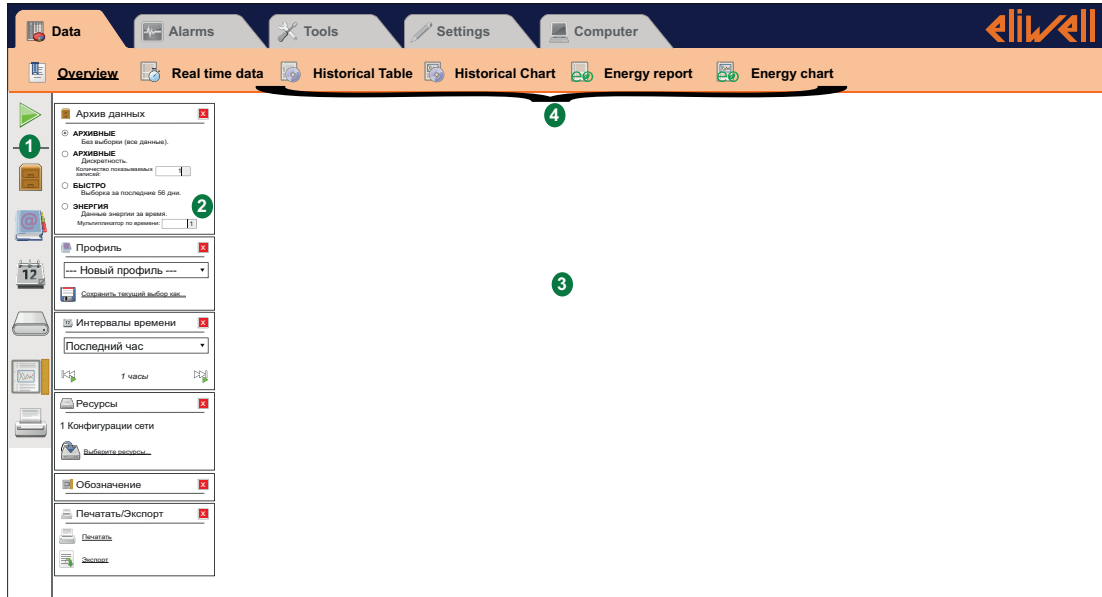 Data Alarms Tools Settings Computer eliwell
Overview Real time data Historical Table Historical Chart Energy report Energy chart
4
1
Архив данных X
АРХИВНЫЕ
Без выборки (все данные).
АРХИВНЫЕ
Дискретность.
Количество показываемых
записей: 1
БЫСТРО
Выборка за последние 56 дни.
2
ЭНЕРГИЯ
Данные энергии за время.
Мультипликатор по времени: 1
@
Профиль X
--- Новый профиль ---
Сохранить текущий выбор как...
12
3
12 Интервалы времени X
Последний час
1 часы
Ресурсы X
1 Конфигурации сети
Выберите ресурсы...
Обозначение X
Печатать/Экспорт X
Печатать
Экспорт